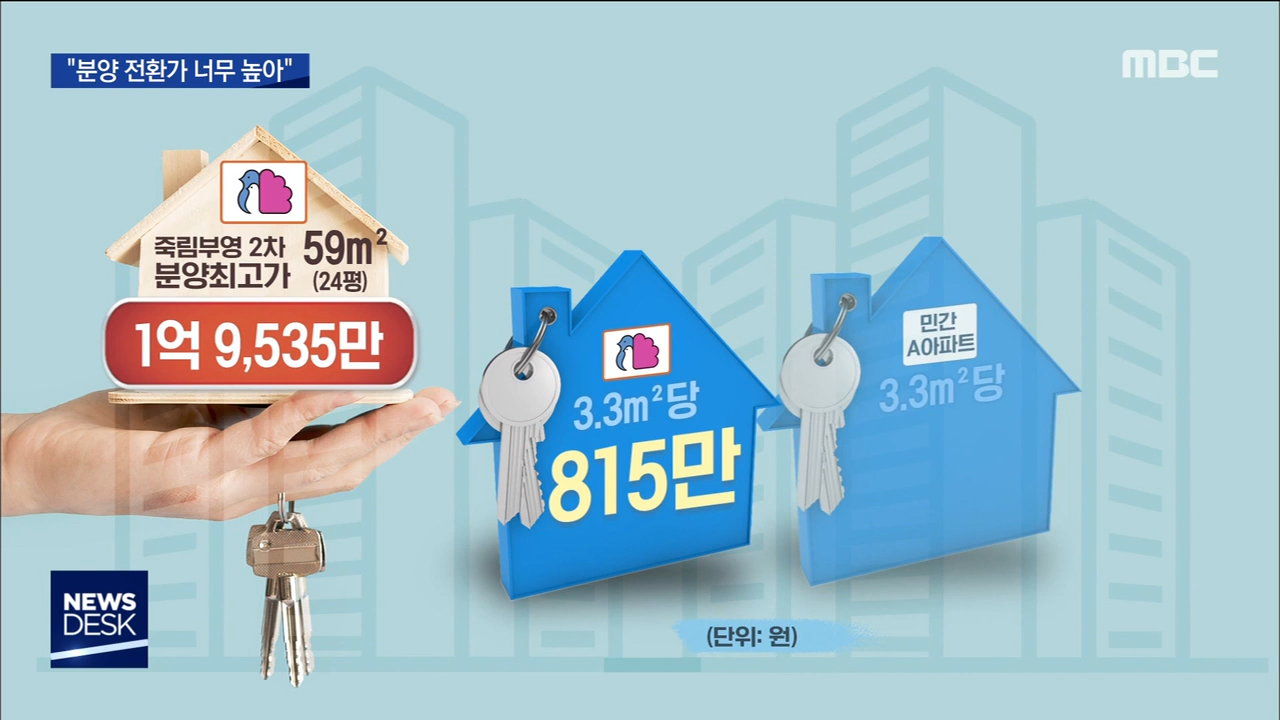 "분양 전환가 너무 높아"
MBC
죽림부영 2차 59m²
분양최고가 (24평)
1억 9,535만
3.3m²당
815만
민간
A아파트
3.3m²당
(단위: 원)
NEWS
DESK